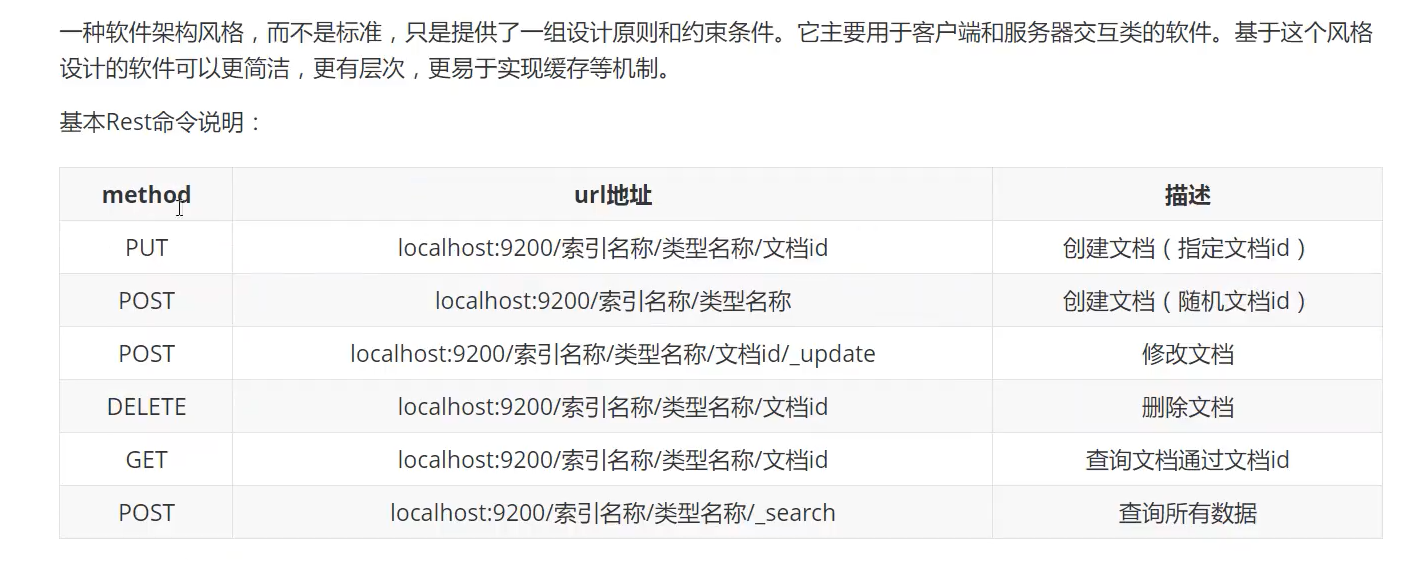 一种软件架构风格，而不是标准，只是提供了一组设计原则和约束条件。它主要用于客户端和服务器交互类的软件。基于这个风格
设计的软件可以更简洁，更有层次，更易于实现缓存等机制。
基本Rest命令说明：
method url地址 描述
PUT localhost:9200/索引名称/类型名称/文档id 创建文档（指定文档id）
POST localhost:9200/索引名称/类型名称 创建文档（随机文档id）
POST localhost:9200/索引名称/类型名称/文档id/_update 修改文档
DELETE localhost:9200/索引名称/类型名称/文档id 删除文档
GET localhost:9200/索引名称/类型名称/文档id 查询文档通过文档id
POST localhost:9200/索引名称/类型名称/_search 查询所有数据